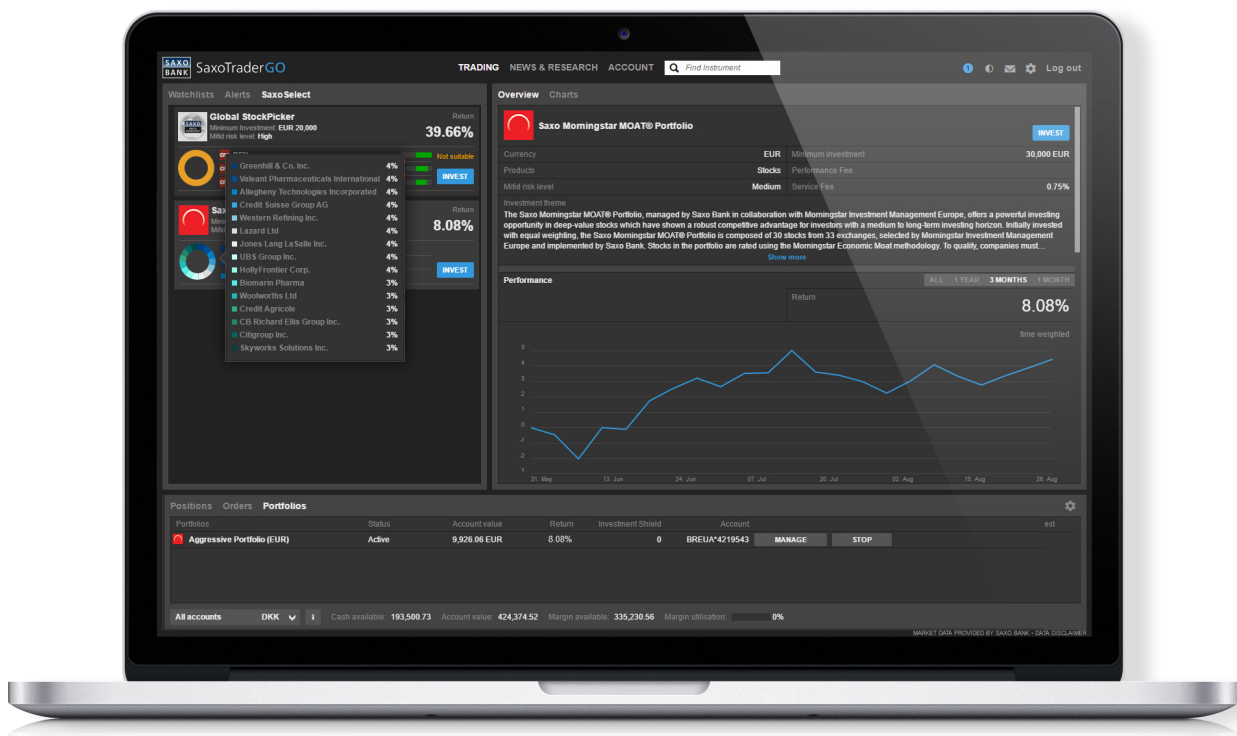 SAXO BANK SaxoTraderGO
TRADING NEWS & RESEARCH ACCOUNT Find Instrument
1 Log out
Watchlists Alerts SaxoSelect
Global StockPicker
Minimum Investment: EUR 20,000
Mifid risk level: High
Return
39.66%
Not suitable
INVEST
Return
8.08%
INVEST
Greenhill & Co. Inc. 4%
Valeant Pharmaceuticals International 4%
Allegheny Technologies Incorporated 4%
Credit Suisse Group AG 4%
Western Refining Inc. 4%
Lazard Ltd 4%
Jones Lang LaSalle Inc. 4%
UBS Group Inc. 4%
HollyFrontier Corp. 4%
Biomarin Pharma 3%
Woolworths Ltd 3%
Credit Agricole 3%
CB Richard Ellis Group Inc. 3%
Citigroup Inc. 3%
Skyworks Solutions Inc. 3%
Overview Charts
Saxo Morningstar MOAT® Portfolio
INVEST
Currency EUR Minimum investment 30,000 EUR
Products Stocks Performance Fee
Mifid risk level Medium Service Fee 0.75%
Investment theme
The Saxo Morningstar MOAT® Portfolio, managed by Saxo Bank in collaboration with Morningstar Investment Management Europe, offers a powerful investing
opportunity in deep-value stocks which have shown a robust competitive advantage for investors with a medium to long-term investing horizon. Initially invested
with equal weighting, the Saxo Morningstar MOAT® Portfolio is composed of 30 stocks from 33 exchanges, selected by Morningstar Investment Management
Europe and implemented by Saxo Bank. Stocks in the portfolio are rated using the Morningstar Economic Moat methodology. To qualify, companies must...
Show more
Performance ALL 1 YEAR 3 MONTHS 1 MONTH
Return
8.08%
time weighted
5
4
3
2
1
0
-1
-2
1
31. May 13. Jun 24. Jun 07. Jul 20. Jul 02. Aug 15. Aug 28. Aug
Positions Orders Portfolios
Portfolios Status Account value Return Investment Shield Account est
Aggressive Portfolio (EUR) Active 9,926.06 EUR 8.08% 0 BREUA*4219543 MANAGE STOP
All accounts DKK i Cash available: 193,500.73 Account value: 424,374.52 Margin available: 335,230.56 Margin utilisation: 0%
MARKET DATA PROVIDED BY SAXO BANK - DATA DISCLAIMER